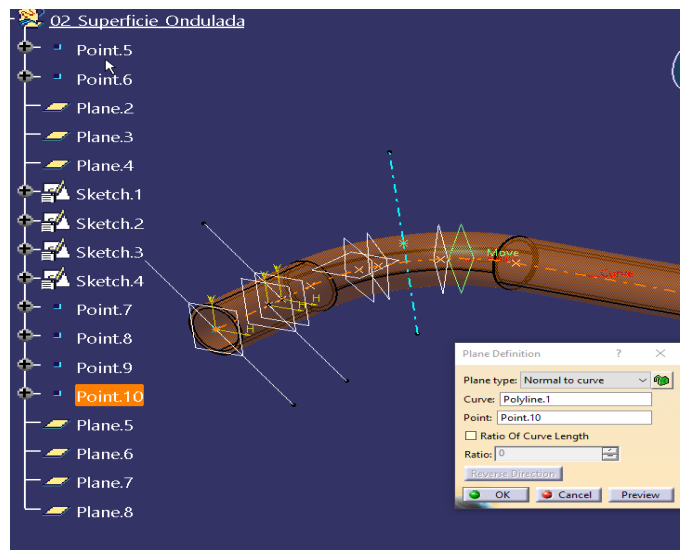 02 Superficie Ondulada
Point.5
Point.6
Plane.2
Plane.3
Plane.4
Sketch.1
Sketch.2
Sketch.3
Sketch.4
Point.7
Point.8
Point.9
Point.10
Plane.5
Plane.6
Plane.7
Plane.8
Move
Curve
V
H
V
V
H
H
Plane Definition ? ×
Plane type: Normal to curve
Curve: Polyline.1
Point: Point.10
Ratio Of Curve Length
Ratio: 0
Reverse Direction
OK Cancel Preview